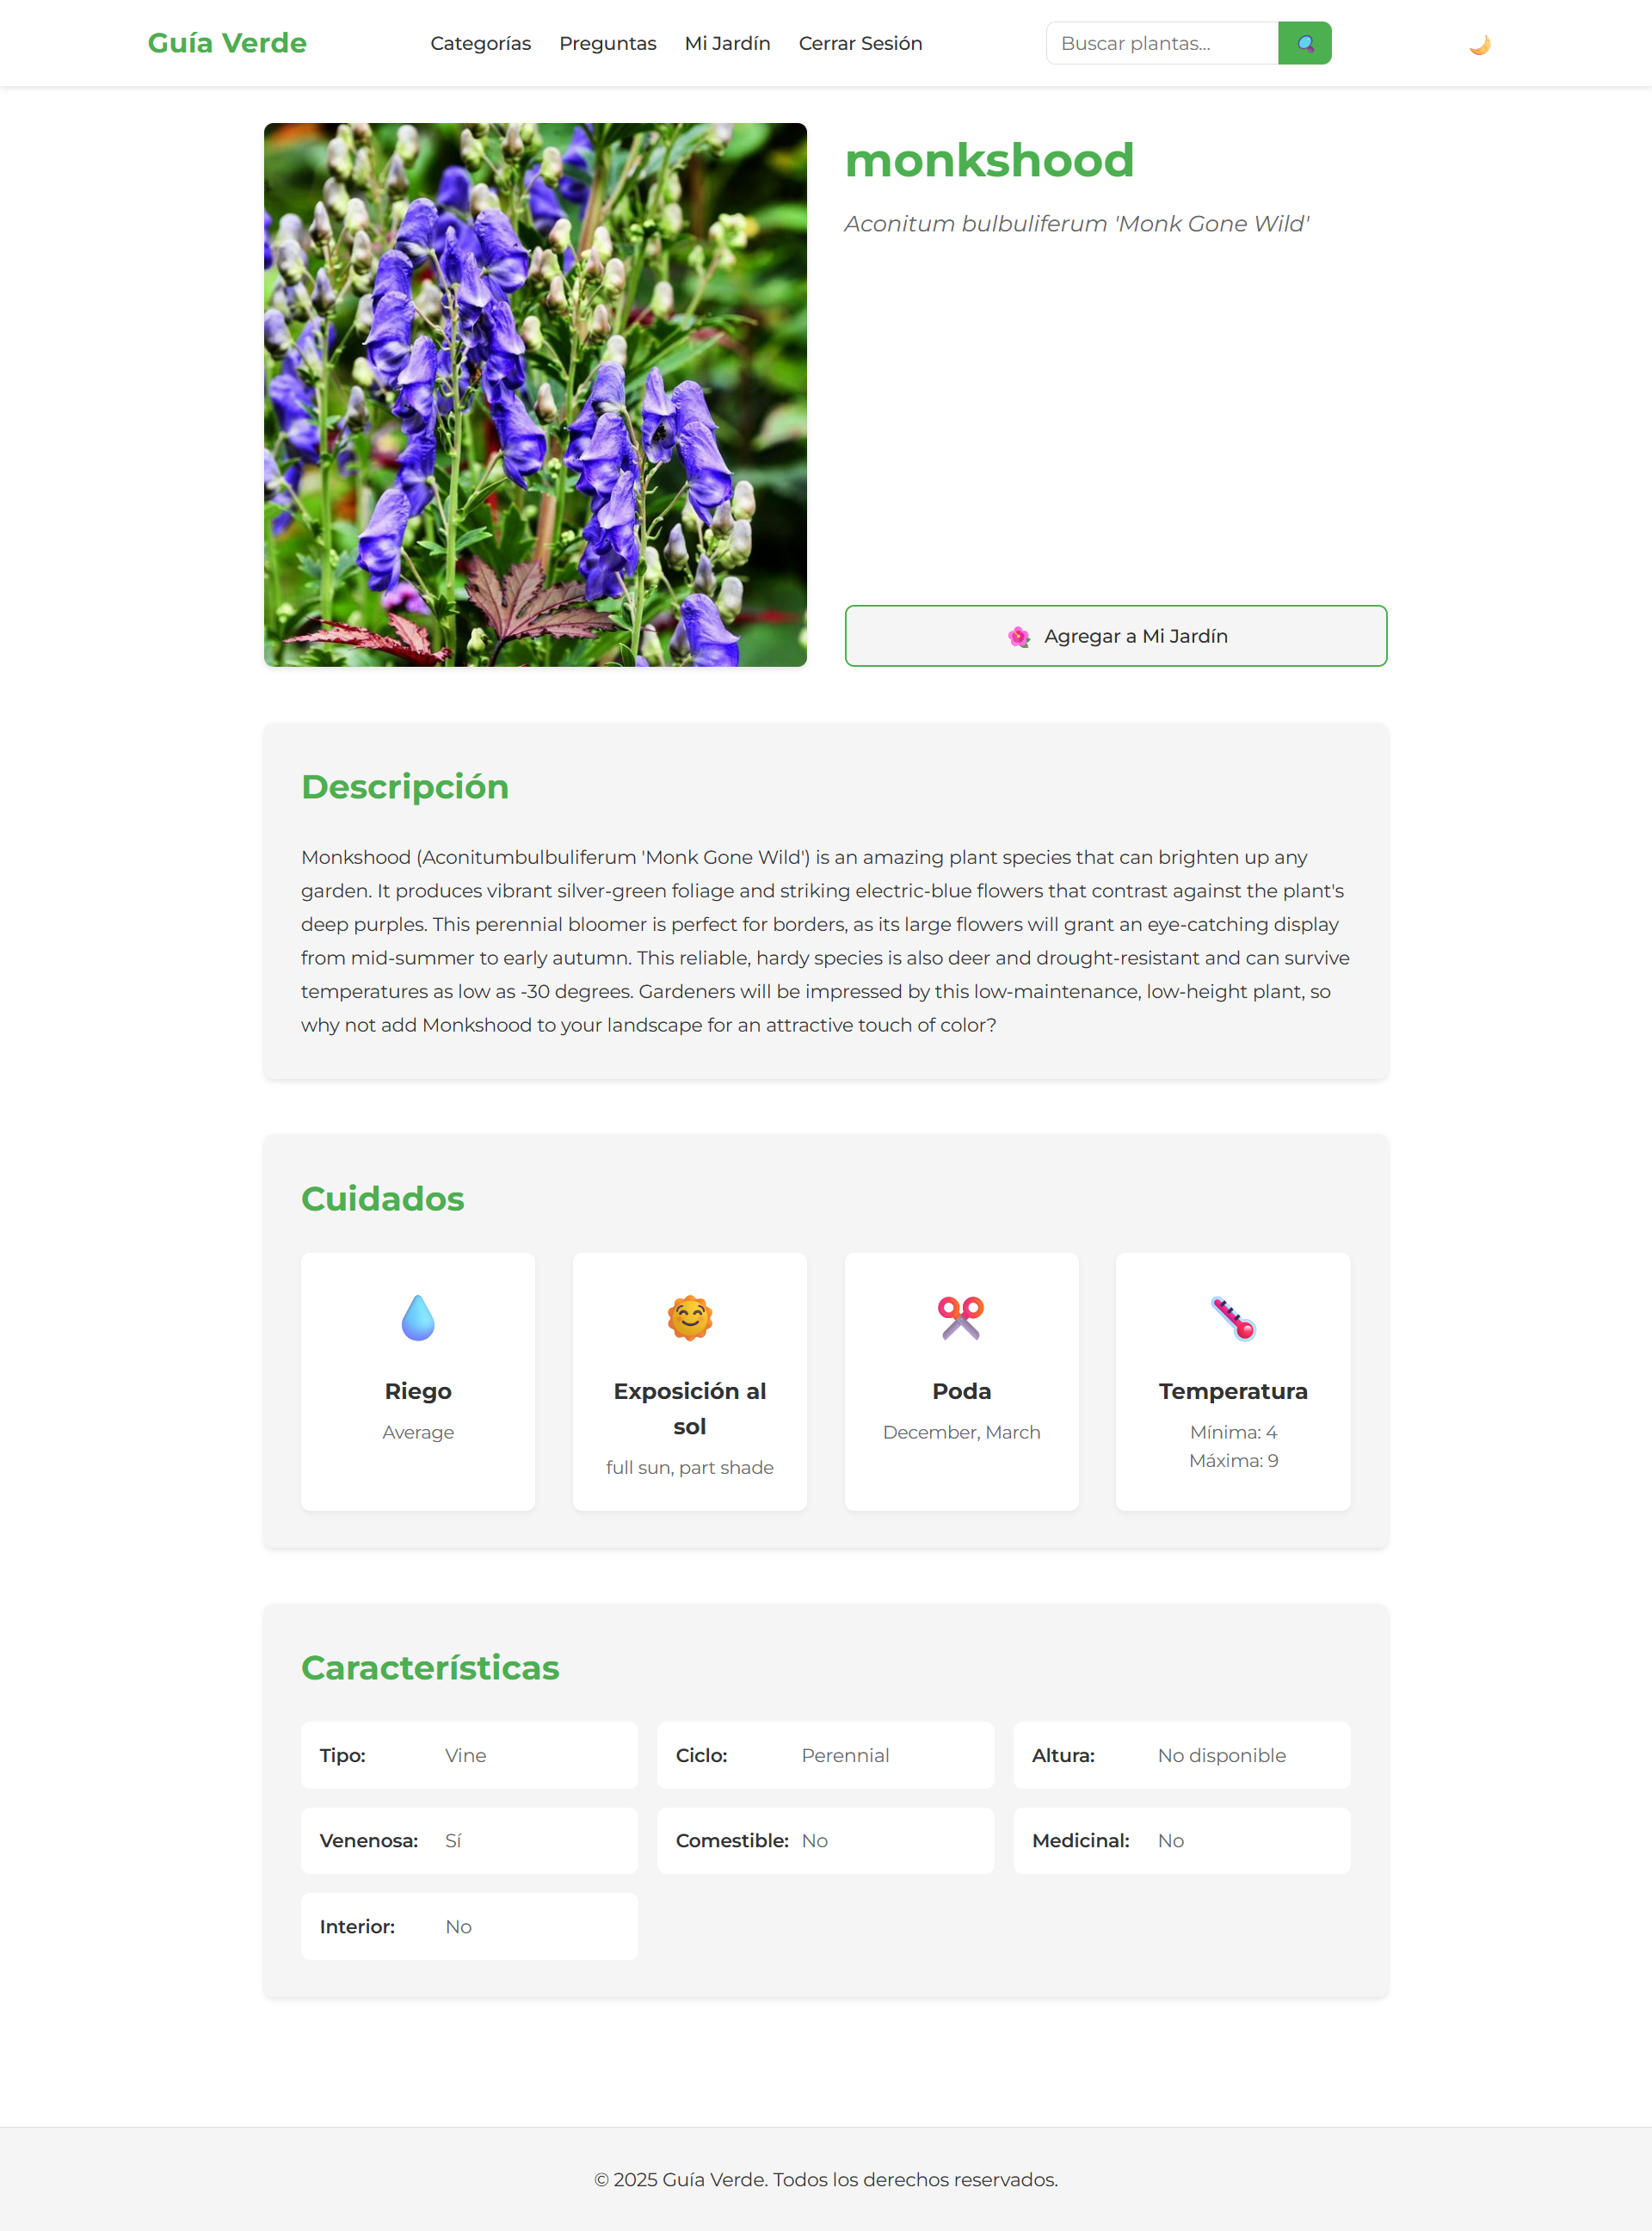 Guía Verde
Categorías Preguntas Mi Jardín Cerrar Sesión
Buscar plantas...
monkshood
Aconitum bulbuliferum 'Monk Gone Wild'
Agregar a Mi Jardín
Descripción
Monkshood (Aconitumbulbuliferum 'Monk Gone Wild') is an amazing plant species that can brighten up any
garden. It produces vibrant silver-green foliage and striking electric-blue flowers that contrast against the plant's
deep purples. This perennial bloomer is perfect for borders, as its large flowers will grant an eye-catching display
from mid-summer to early autumn. This reliable, hardy species is also deer and drought-resistant and can survive
temperatures as low as -30 degrees. Gardeners will be impressed by this low-maintenance, low-height plant, so
why not add Monkshood to your landscape for an attractive touch of color?
Cuidados
Riego
Average
Exposición al
sol
full sun, part shade
Poda
December, March
Temperatura
Mínima: 4
Máxima: 9
Características
Tipo: Vine
Ciclo: Perennial
Altura: No disponible
Venenosa: Sí
Comestible: No
Medicinal: No
Interior: No
© 2025 Guía Verde. Todos los derechos reservados.